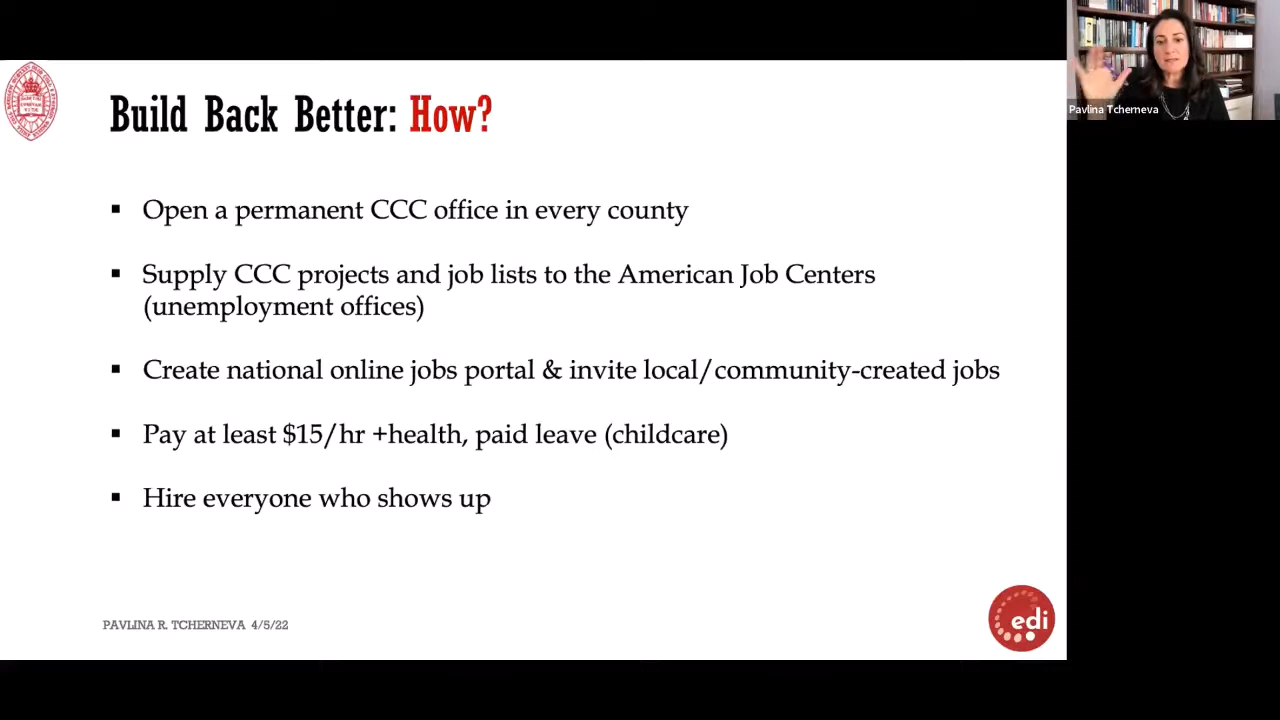 Build Back Better: How?
▪ Open a permanent CCC office in every county
▪ Supply CCC projects and job lists to the American Job Centers
(unemployment offices)
▪ Create national online jobs portal & invite local/community-created jobs
▪ Pay at least $15/hr +health, paid leave (childcare)
▪ Hire everyone who shows up
PAVLINA R. TCHERNEVA 4/5/22
edi
Pavlina Tcherneva